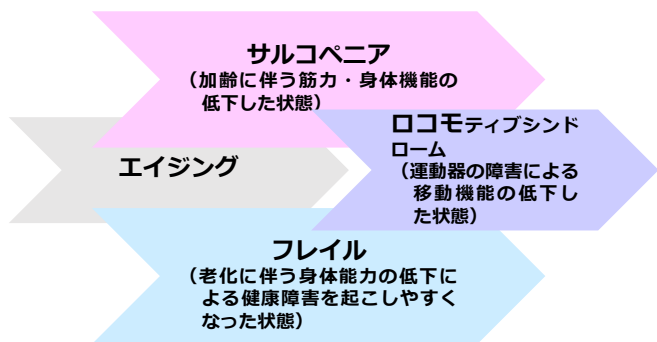 サルコペニア
（加齢に伴う筋力・身体機能の
低下した状態）
ロコモティブシンド
ローム
（運動器の障害による
移動機能の低下し
た状態）
エイジング
フレイル
（老化に伴う身体能力の低下に
よる健康障害を起こしやすく
なった状態）